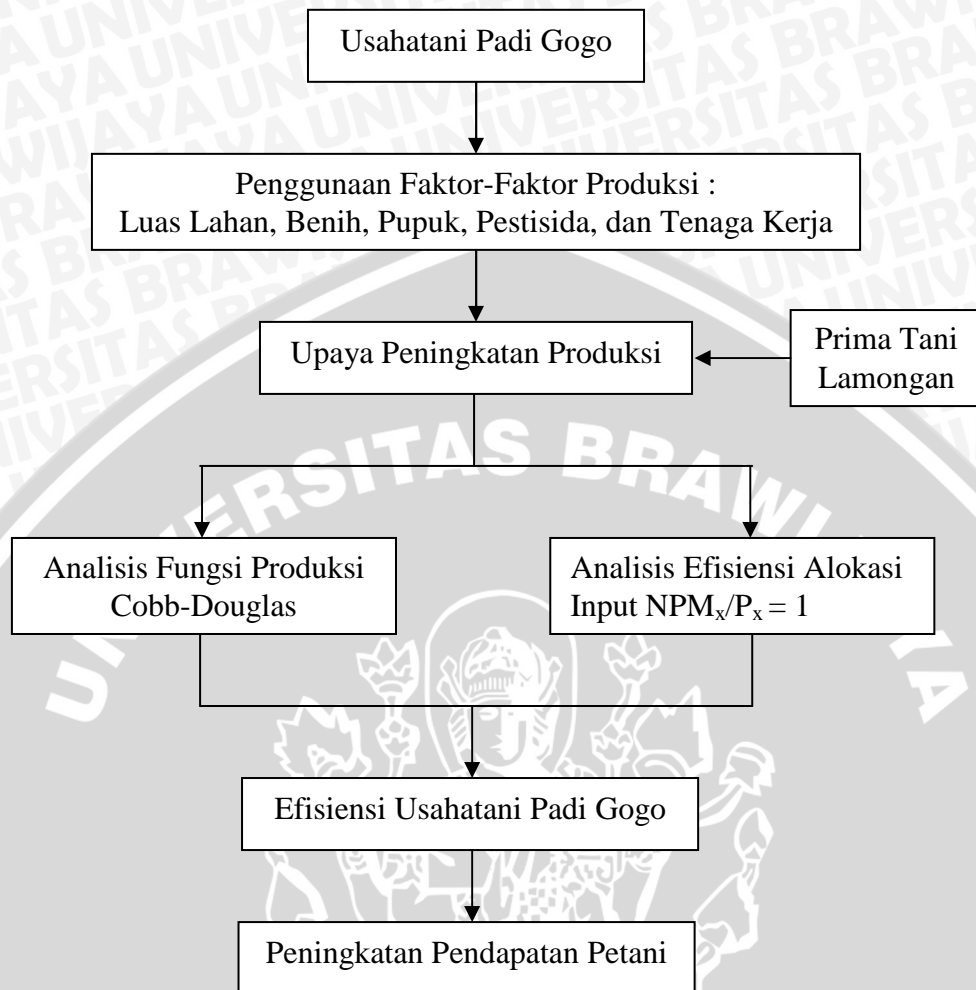 Usahatani Padi Gogo
Penggunaan Faktor-Faktor Produksi :
Luas Lahan, Benih, Pupuk, Pestisida, dan Tenaga Kerja
Upaya Peningkatan Produksi
Prima Tani
Lamongan
Analisis Fungsi Produksi
Cobb-Douglas
Analisis Efisiensi Alokasi
Input NPMₓ/Pₓ = 1
Efisiensi Usahatani Padi Gogo
Peningkatan Pendapatan Petani
UNIVERSITAS BRAWIJAYA